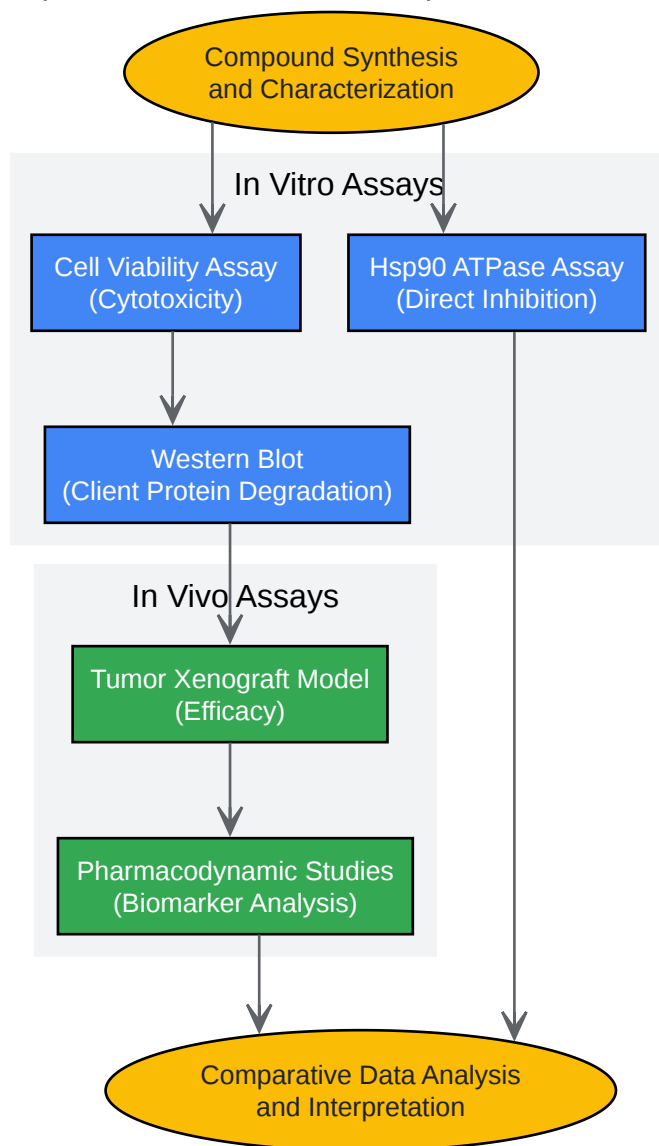 Compound Synthesis
and Characterization
In Vitro Assays
Cell Viability Assay
(Cytotoxicity)
Hsp90 ATPase Assay
(Direct Inhibition)
Western Blot
(Client Protein Degradation)
In Vivo Assays
Tumor Xenograft Model
(Efficacy)
Pharmacodynamic Studies
(Biomarker Analysis)
Comparative Data Analysis
and Interpretation